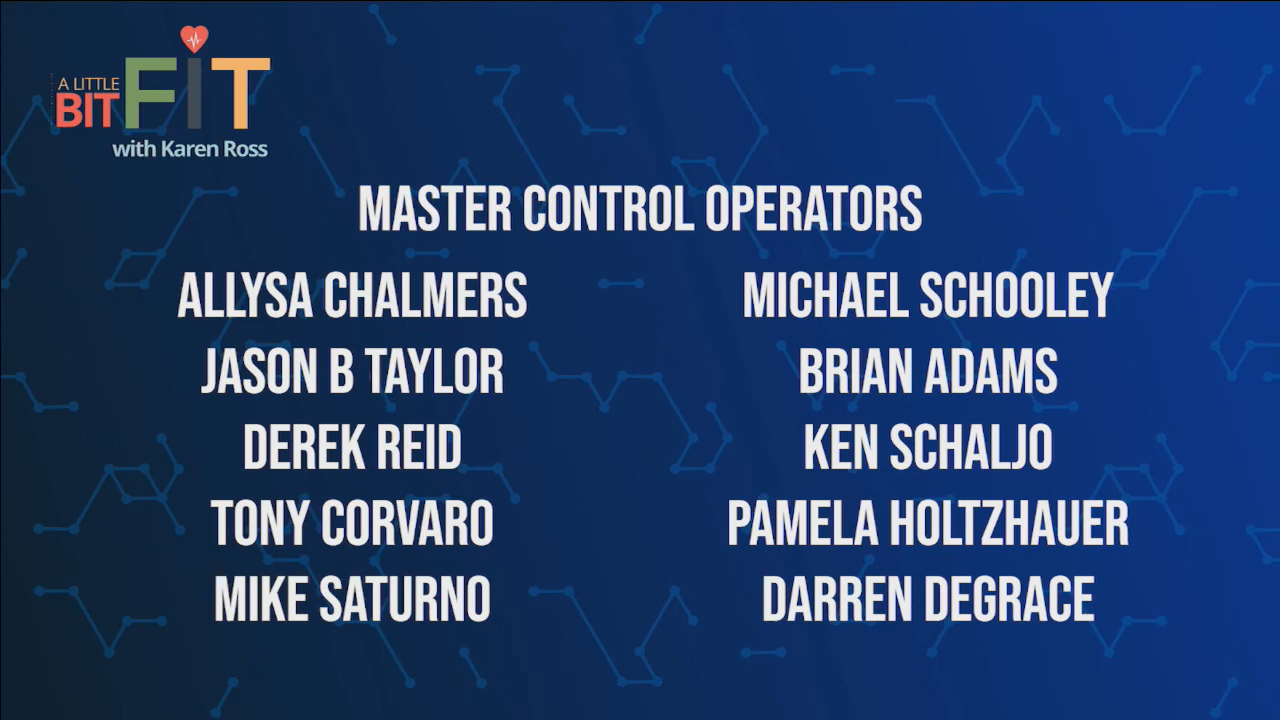 A LITTLE
BIT FiT
with Karen Ross
MASTER CONTROL OPERATORS
ALLYSA CHALMERS
JASON B TAYLOR
DEREK REID
TONY CORVARO
MIKE SATURNO
MICHAEL SCHOOLEY
BRIAN ADAMS
KEN SCHALJO
PAMELA HOLTZHAUER
DARREN DEGRACE